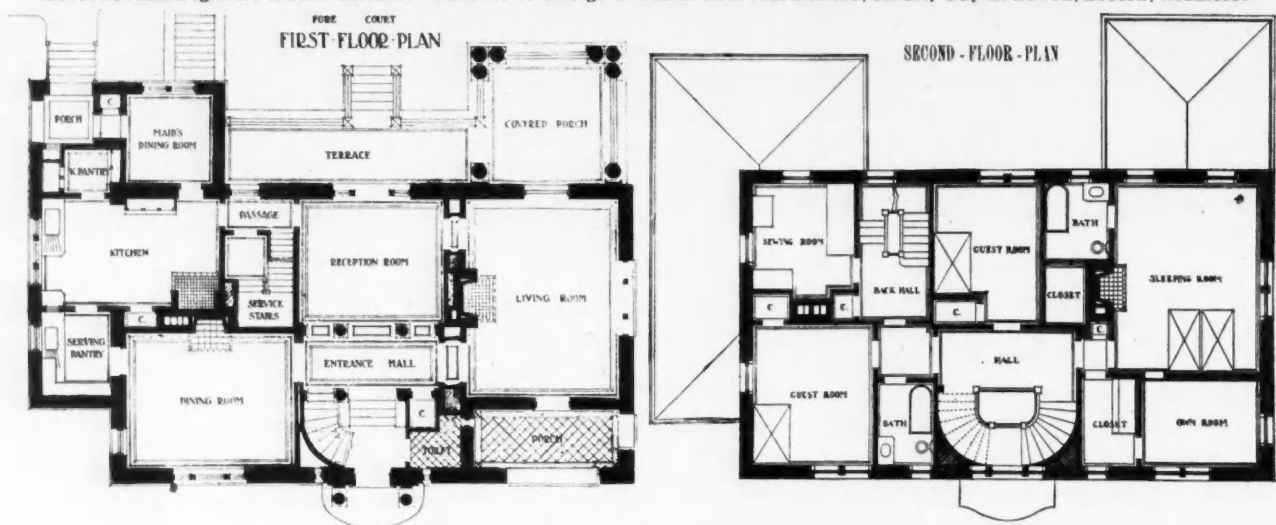 FORE COURT
FIRST·FLOOR·PLAN
PORCH
C.
MAID'S
DINING ROOM
TERRACE
COVERED PORCH
K. PANTRY
PASSAGE
KITCHEN
RECEPTION ROOM
LIVING ROOM
SERVICE
STAIRS
C.
SERVING
PANTRY
ENTRANCE HALL
DINING ROOM
C.
TOILET
PORCH
SECOND - FLOOR - PLAN
SEWING ROOM
BATH
GUEST ROOM
SLEEPING ROOM
BACK HALL
CLOSET
C.
C.
C.
C.
HALL
GUEST ROOM
BATH
CLOSET
OWN ROOM